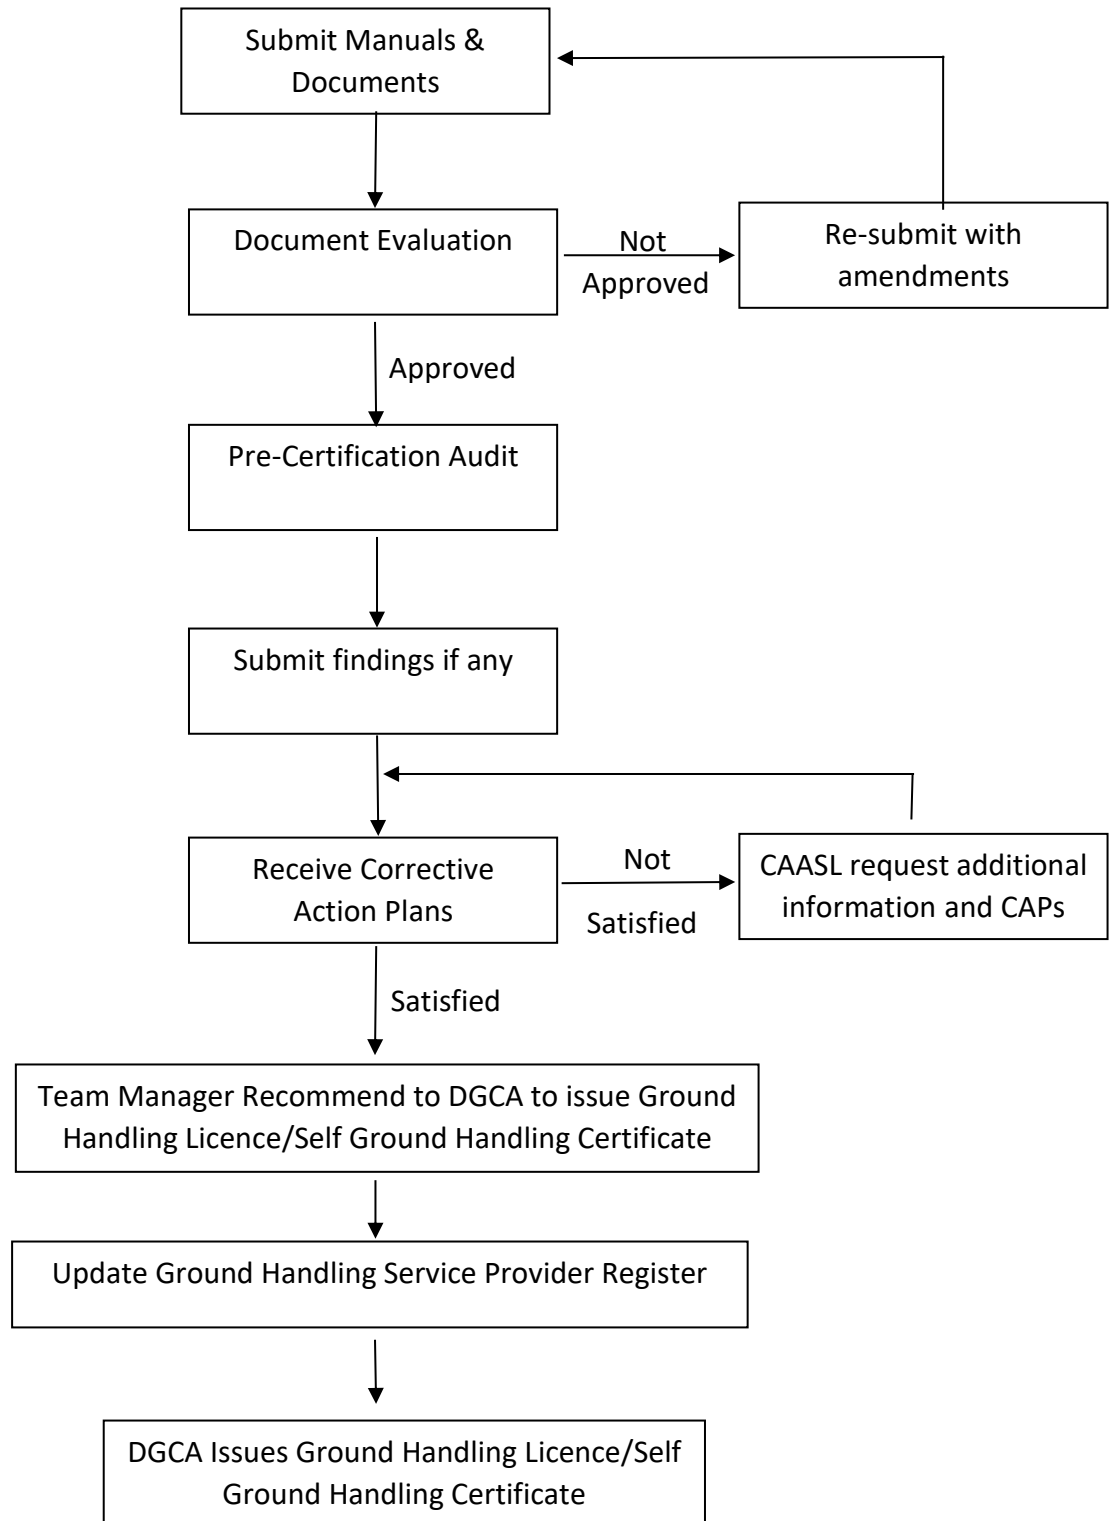 Submit Manuals &
Documents
Document Evaluation
Not
Approved
Re-submit with
amendments
Approved
Pre-Certification Audit
Submit findings if any
Receive Corrective
Action Plans
Not
Satisfied
CAASL request additional
information and CAPs
Satisfied
Team Manager Recommend to DGCA to issue Ground
Handling Licence/Self Ground Handling Certificate
Update Ground Handling Service Provider Register
DGCA Issues Ground Handling Licence/Self
Ground Handling Certificate